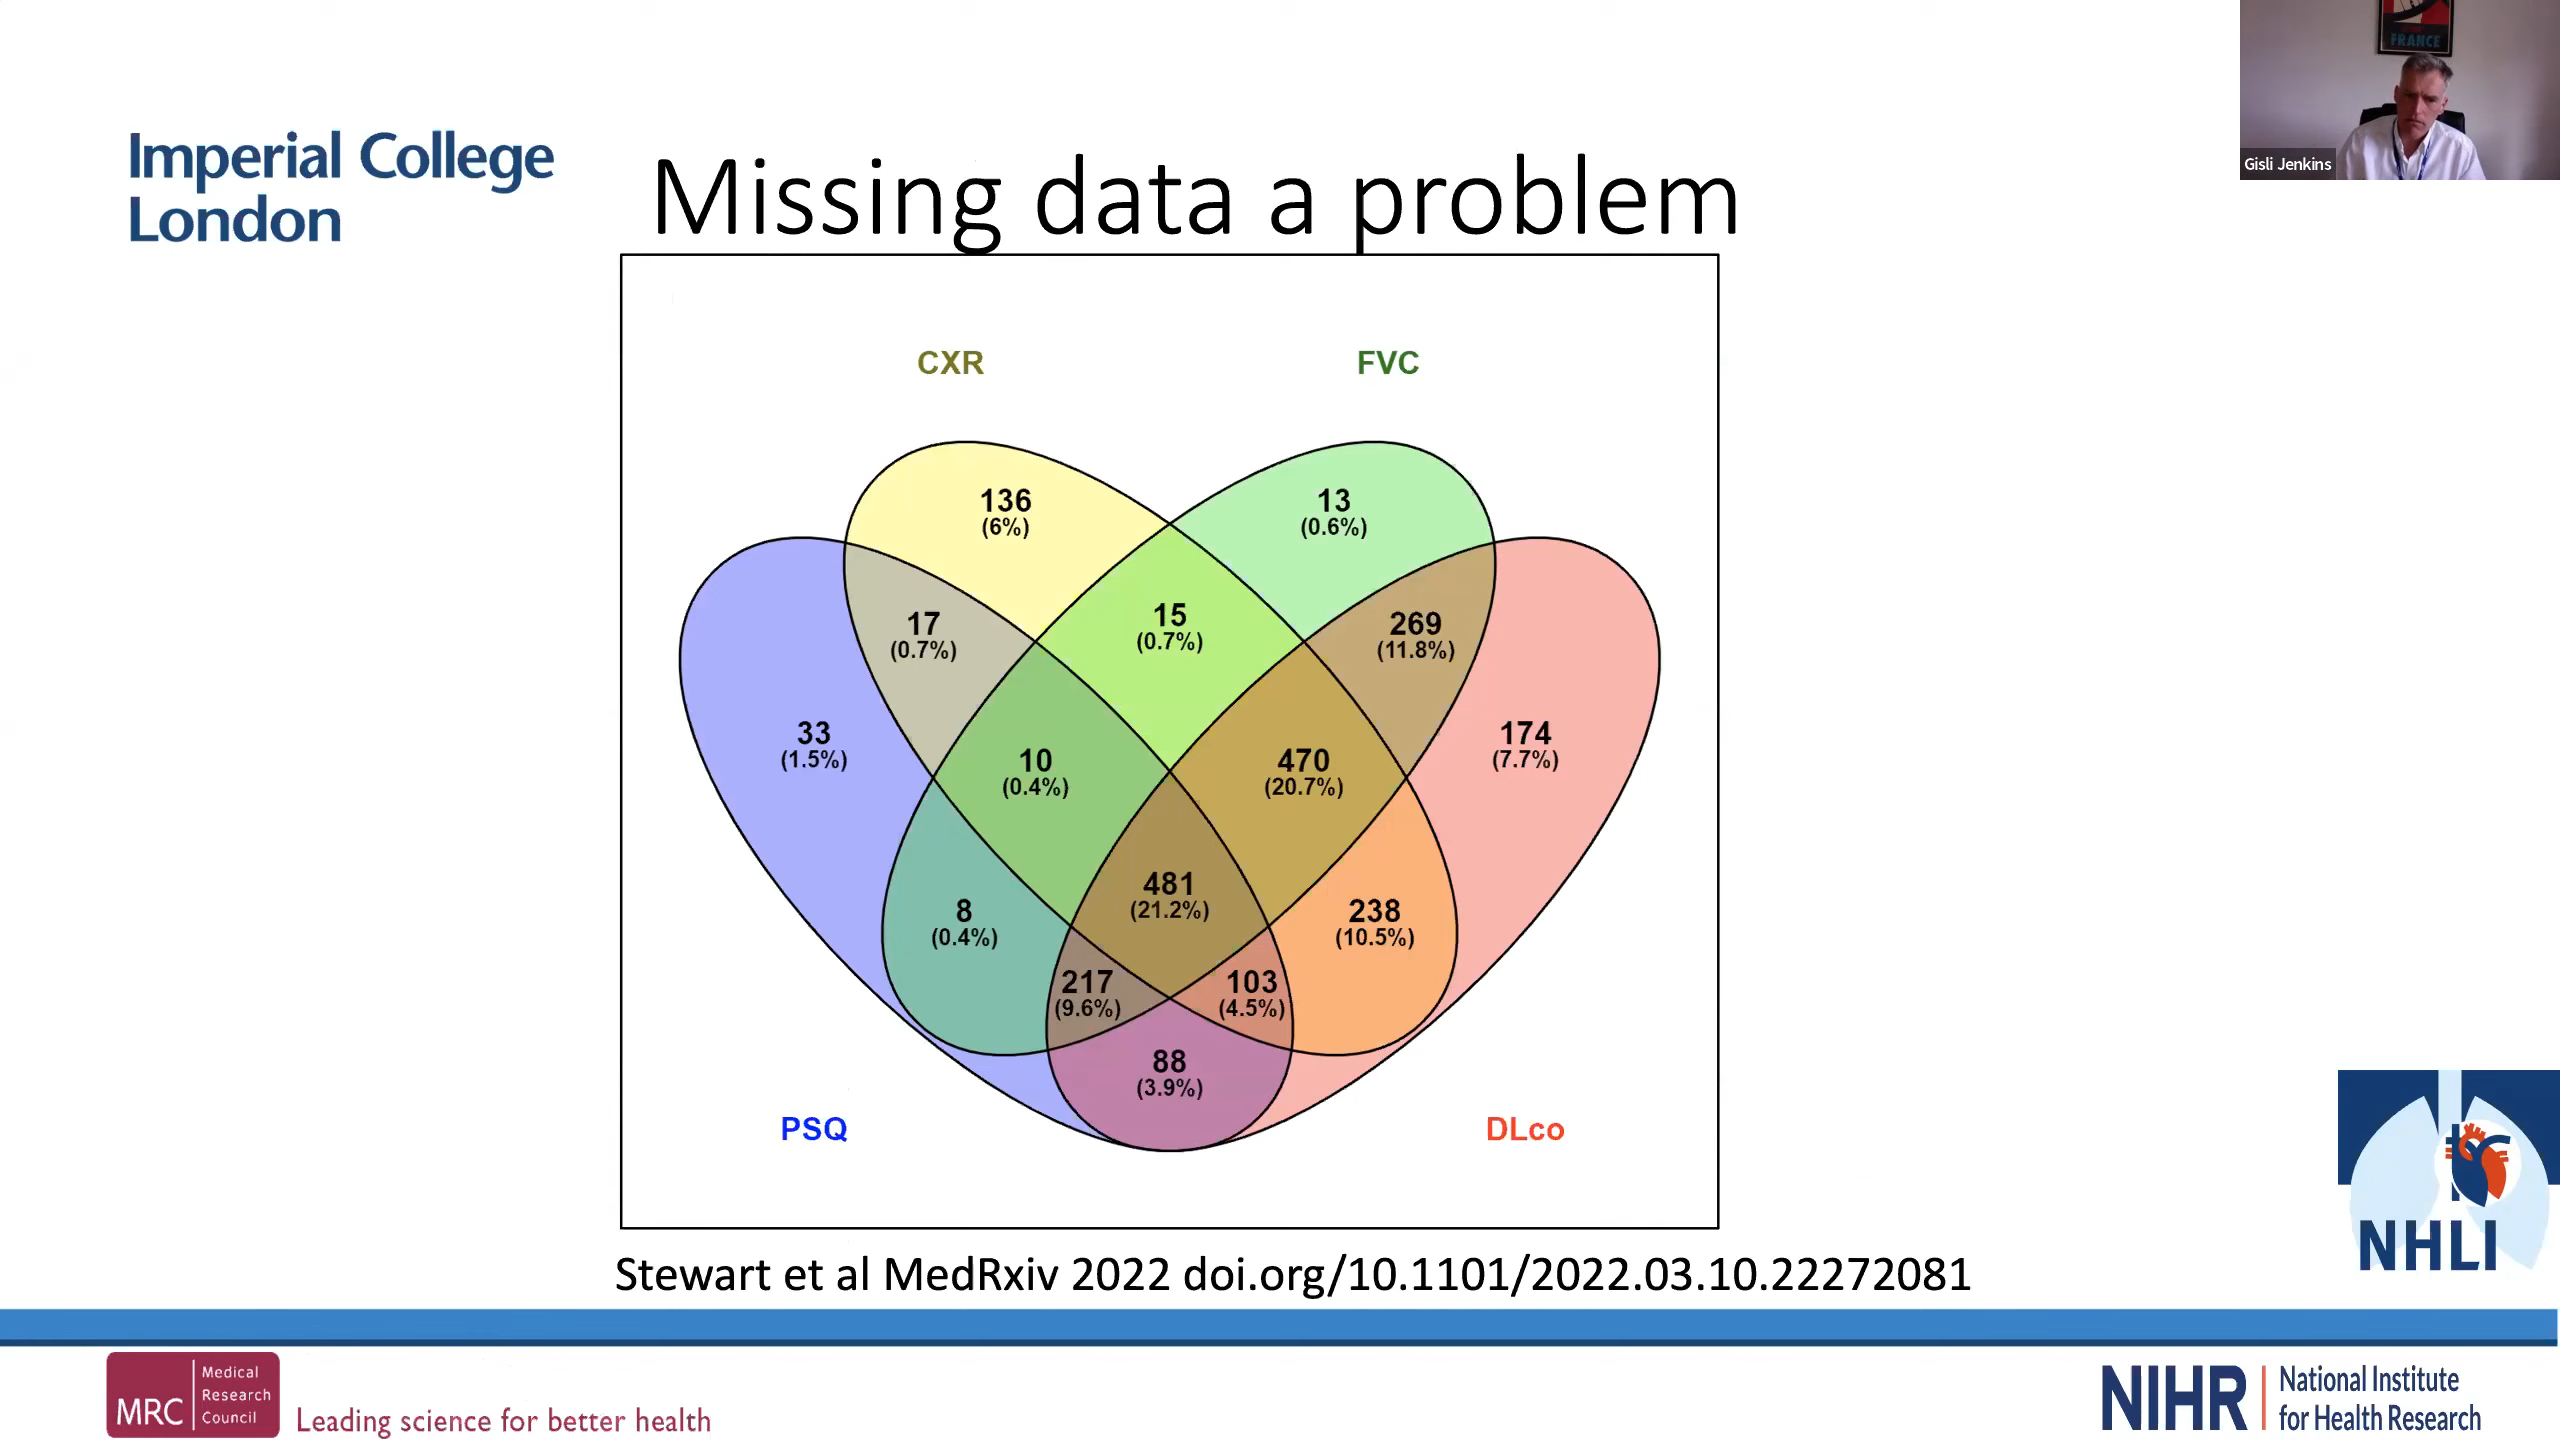 FRANCE
Gisli Jenkins
Imperial College
London
Missing data a problem
CXR
FVC
136
(6%)
13
(0.6%)
17
(0.7%)
15
(0.7%)
269
(11.8%)
33
(1.5%)
10
(0.4%)
470
(20.7%)
174
(7.7%)
8
(0.4%)
481
(21.2%)
238
(10.5%)
217
(9.6%)
103
(4.5%)
88
(3.9%)
PSQ
DLco
NHLI
Stewart et al MedRxiv 2022 doi.org/10.1101/2022.03.10.22272081
MRC
Medical
Research
Council
Leading science for better health
NIHR
National Institute
for Health Research